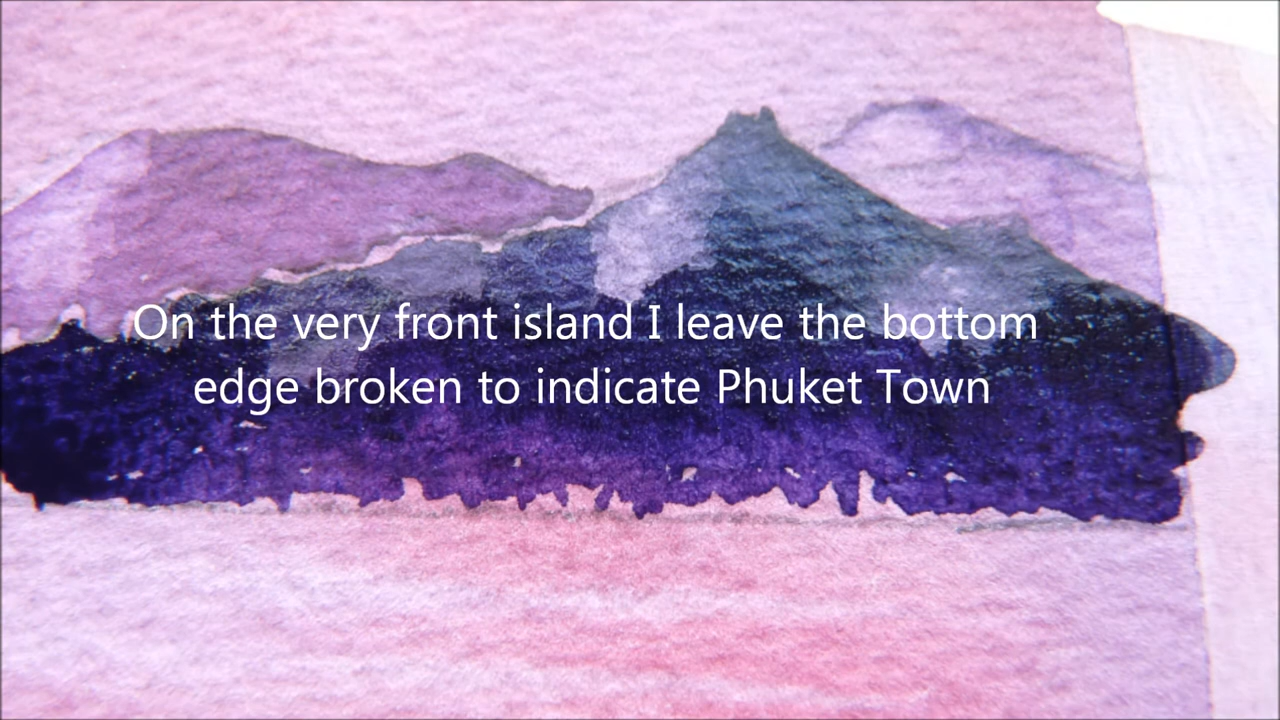 On the very front island I leave the bottom
edge broken to indicate Phuket Town